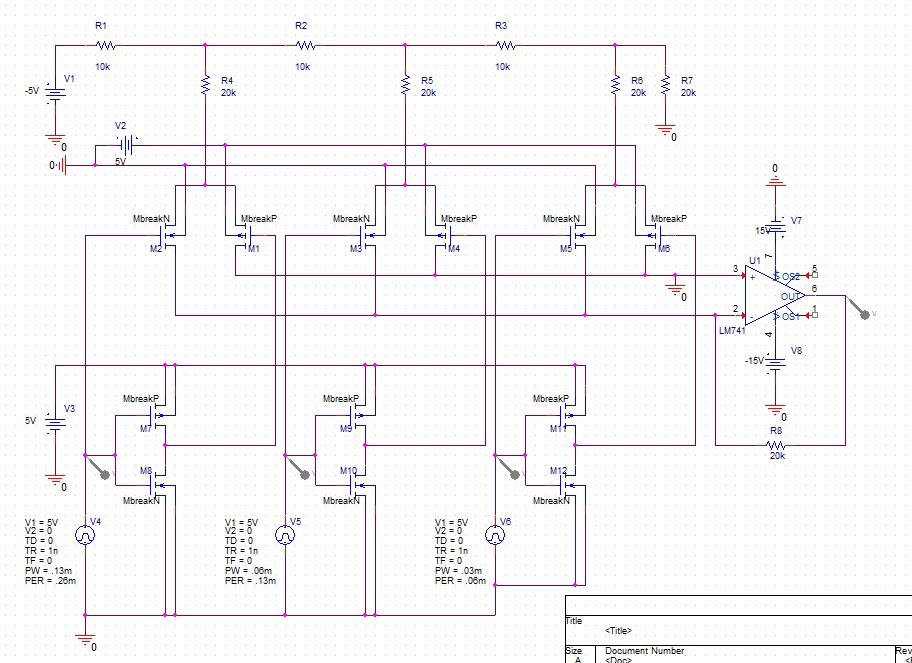 R1 R2 R3
10k 10k 10k
V1
-5V
0
R4
20k
R5
20k
R6
20k
R7
20k
0
V2
5V
0
MbreakN MbreakP MbreakN MbreakP MbreakN MbreakP
M2 M1 M3 M4 M5 M6
0
0
V7
15V
7
U1
3
+
OS2
5
6
OUT
2
-
OS1
1
LM741
4
V8
-15V
0
R8
20k
V3
5V
0
MbreakP MbreakP MbreakP
M7 M9 M11
M8 M10 M12
MbreakN MbreakN MbreakN
V
V4
V1 = 5V
V2 = 0
TD = 0
TR = 1n
TF = 0
PW = .13m
PER = .26m
V5
V1 = 5V
V2 = 0
TD = 0
TR = 1n
TF = 0
PW = .06m
PER = .13m
V6
V1 = 5V
V2 = 0
TD = 0
TR = 1n
TF = 0
PW = .03m
PER = .06m
0
Title
<Title>
Size Document Number Rev
A <Doc>